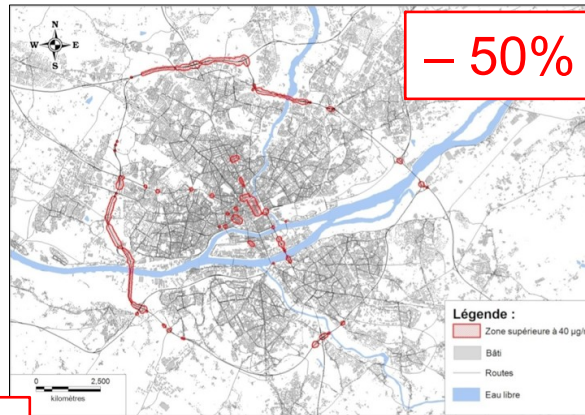 N
W E
S
– 50%
Légende :
Zone supérieure à 40 µg/
Bâti
Routes
Eau libre
0 2.500
kilomètres